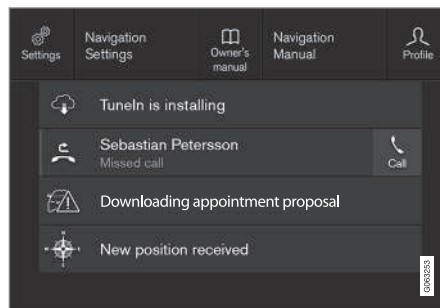 Settings
Navigation
Settings
Owner's
manual
Navigation
Manual
Profile
TuneIn is installing
Sebastian Petersson
Missed call
Call
Downloading appointment proposal
New position received
G063253